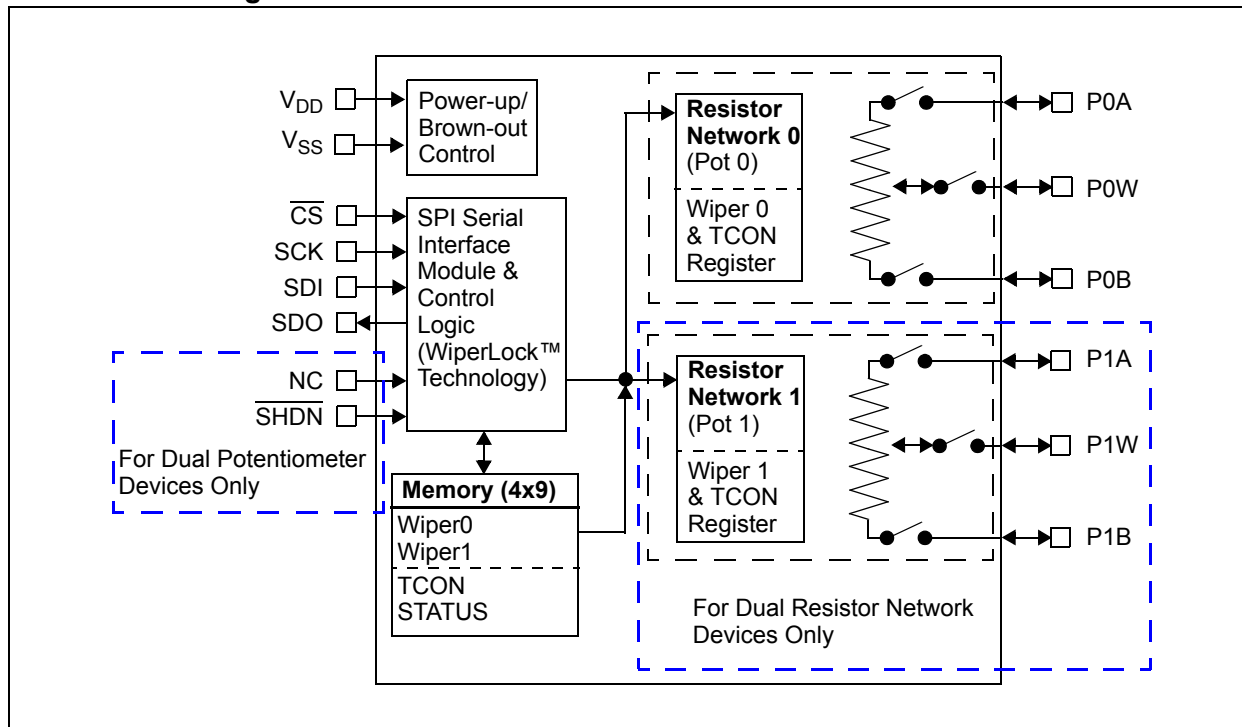 V_DD
V_SS
CS
SCK
SDI
SDO
NC
SHDN
For Dual Potentiometer
Devices Only
Power-up/
Brown-out
Control
SPI Serial
Interface
Module &
Control
Logic
(WiperLock™
Technology)
Memory (4x9)
Wiper0
Wiper1
TCON
STATUS
Resistor
Network 0
(Pot 0)
Wiper 0
& TCON
Register
Resistor
Network 1
(Pot 1)
Wiper 1
& TCON
Register
For Dual Resistor Network
Devices Only
P0A
P0W
P0B
P1A
P1W
P1B